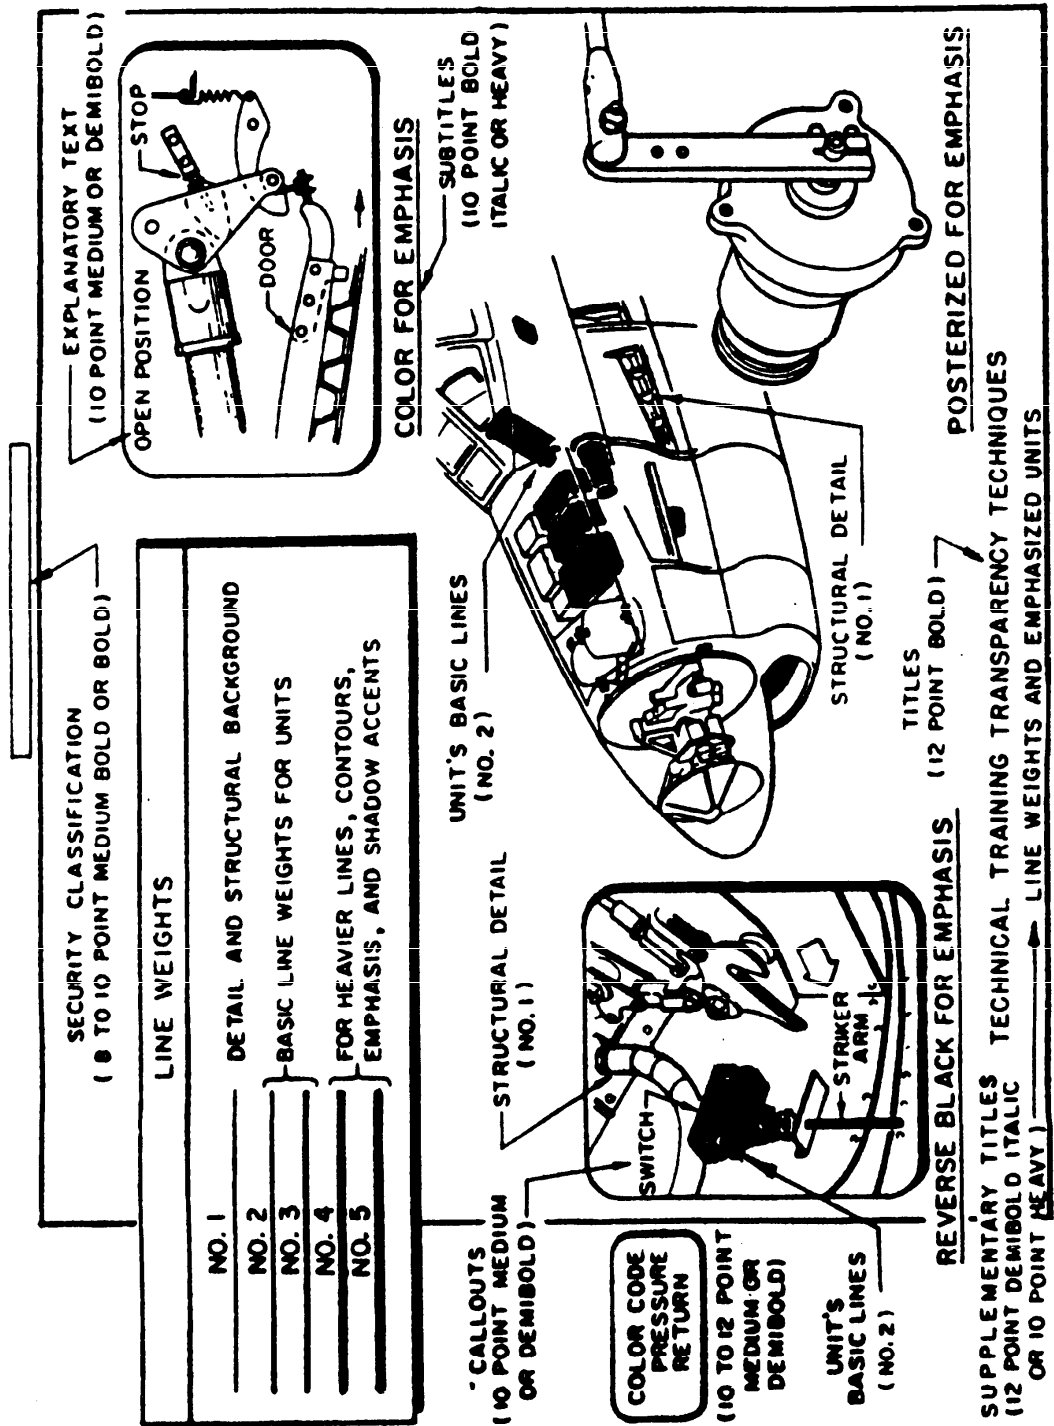 SECURITY CLASSIFICATION
(8 TO 10 POINT MEDIUM BOLD OR BOLD)
EXPLANATORY TEXT
(10 POINT MEDIUM OR DEMIBOLD)
LINE WEIGHTS
NO. 1
DETAIL AND STRUCTURAL BACKGROUND
NO. 2
NO. 3
BASIC LINE WEIGHTS FOR UNITS
NO. 4
NO. 5
FOR HEAVIER LINES, CONTOURS,
EMPHASIS, AND SHADOW ACCENTS
OPEN POSITION
STOP
DOOR
COLOR FOR EMPHASIS
SUBTITLES
(10 POINT BOLD
ITALIC OR HEAVY)
CALLOUTS
(10 POINT MEDIUM
OR DEMIBOLD)
STRUCTURAL DETAIL
(NO. 1)
UNIT'S BASIC LINES
(NO. 2)
COLOR CODE
PRESSURE
RETURN
(10 TO 12 POINT
MEDIUM OR
DEMIBOLD)
UNIT'S
BASIC LINES
(NO. 2)
SWITCH
STRIKER
ARM
REVERSE BLACK FOR EMPHASIS
STRUCTURAL DETAIL
(NO. 1)
TITLES
(12 POINT BOLD)
POSTERIZED FOR EMPHASIS
SUPPLEMENTARY TITLES
(12 POINT DEMIBOLD ITALIC
OR 10 POINT HEAVY)
TECHNICAL TRAINING TRANSPARENCY TECHNIQUES
LINE WEIGHTS AND EMPHASIZED UNITS